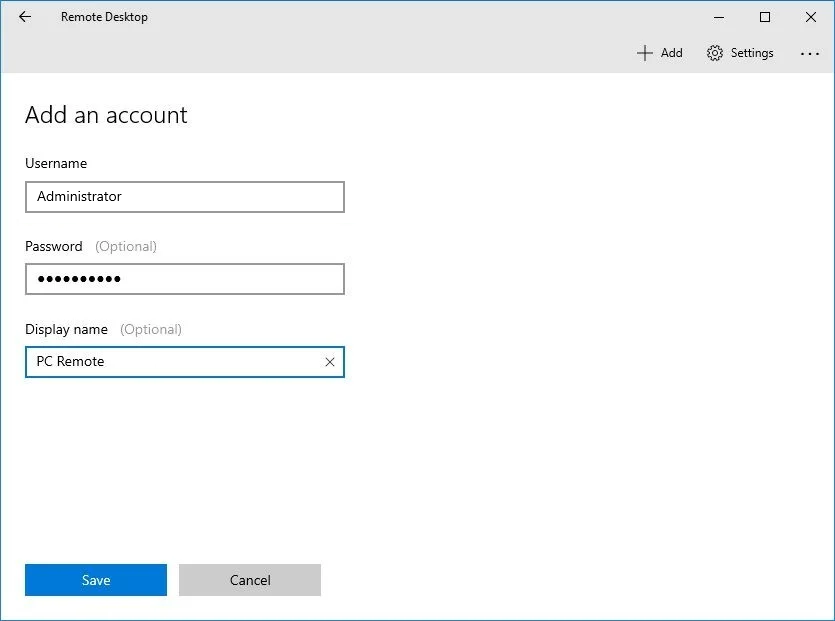 Remote Desktop
Add Settings ...
Add an account
Username
Administrator
Password (Optional)
••••••••••
Display name (Optional)
PC Remote
Save Cancel